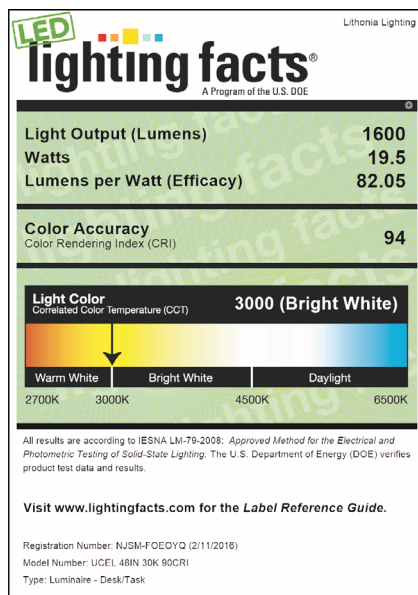 Lithonia Lighting
LED
lighting facts®
A Program of the U.S. DOE
Light Output (Lumens) 1600
Watts 19.5
Lumens per Watt (Efficacy) 82.05
Color Accuracy
Color Rendering Index (CRI) 94
Light Color
Correlated Color Temperature (CCT) 3000 (Bright White)
Warm White Bright White Daylight
2700K 3000K 4500K 6500K
All results are according to IESNA LM-79-2008: Approved Method for the Electrical and
Photometric Testing of Solid-State Lighting. The U.S. Department of Energy (DOE) verifies
product test data and results.
Visit www.lightingfacts.com for the Label Reference Guide.
Registration Number: NJSM-FOEOYQ (2/11/2016)
Model Number: UCEL 48IN 30K 90CRI
Type: Luminaire - Desk/Task